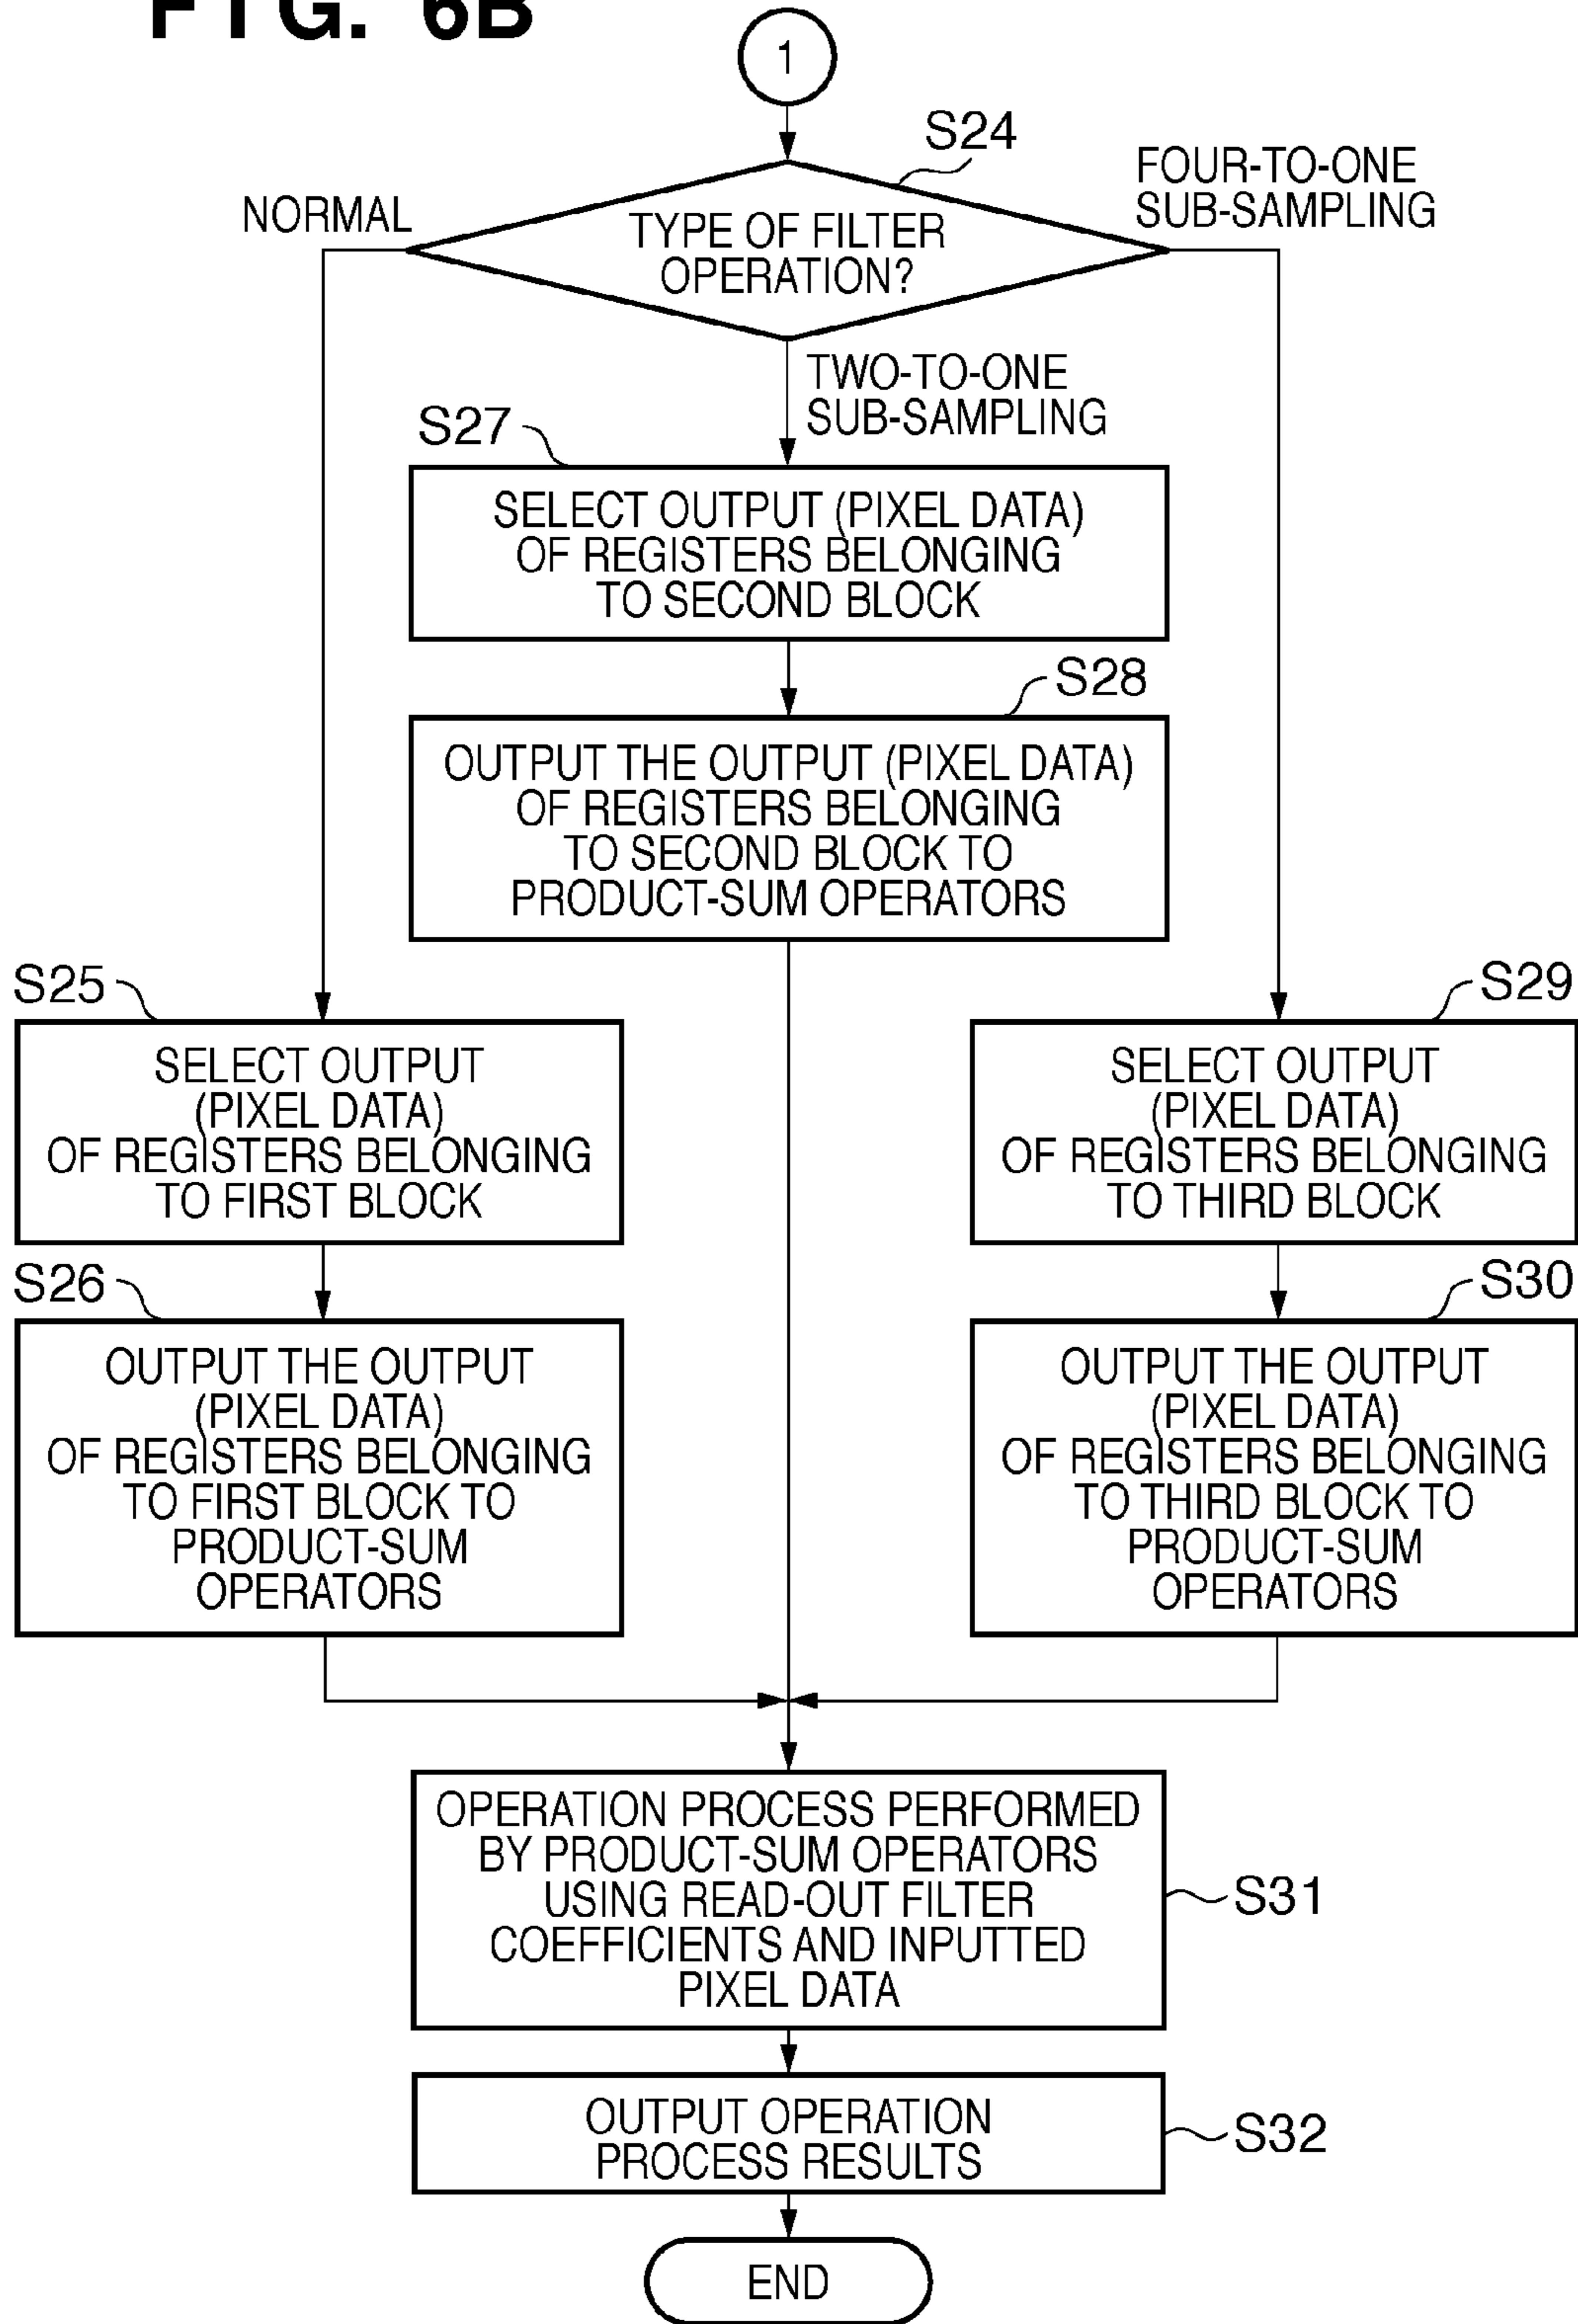 FIG. 6B
1
S24
NORMAL
TYPE OF FILTER
OPERATION?
FOUR-TO-ONE
SUB-SAMPLING
TWO-TO-ONE
SUB-SAMPLING
S27
SELECT OUTPUT (PIXEL DATA)
OF REGISTERS BELONGING
TO SECOND BLOCK
S28
OUTPUT THE OUTPUT (PIXEL DATA)
OF REGISTERS BELONGING
TO SECOND BLOCK TO
PRODUCT-SUM OPERATORS
S25
SELECT OUTPUT
(PIXEL DATA)
OF REGISTERS BELONGING
TO FIRST BLOCK
S26
OUTPUT THE OUTPUT
(PIXEL DATA)
OF REGISTERS BELONGING
TO FIRST BLOCK TO
PRODUCT-SUM
OPERATORS
S29
SELECT OUTPUT
(PIXEL DATA)
OF REGISTERS BELONGING
TO THIRD BLOCK
S30
OUTPUT THE OUTPUT
(PIXEL DATA)
OF REGISTERS BELONGING
TO THIRD BLOCK TO
PRODUCT-SUM
OPERATORS
OPERATION PROCESS PERFORMED
BY PRODUCT-SUM OPERATORS
USING READ-OUT FILTER
COEFFICIENTS AND INPUTTED
PIXEL DATA
S31
OUTPUT OPERATION
PROCESS RESULTS
S32
END